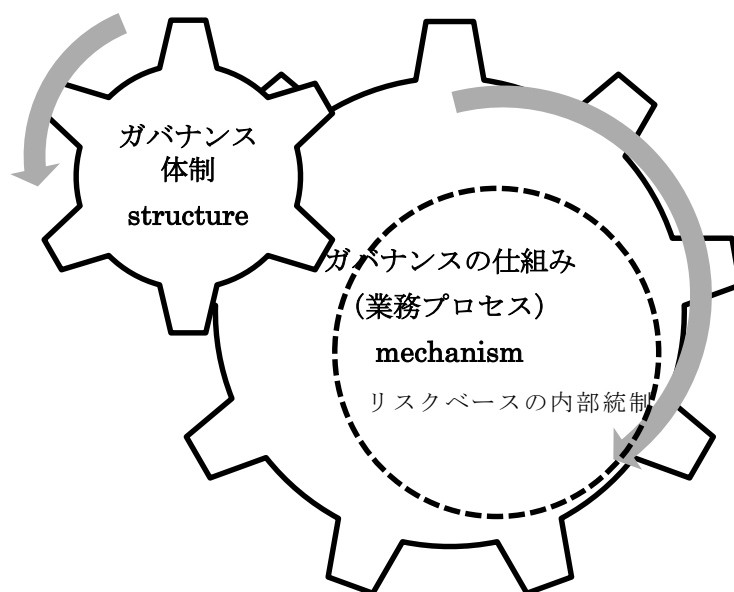 ガバナンス
体制
structure
ガバナンスの仕組み
（業務プロセス）
mechanism
リスクベースの内部統制